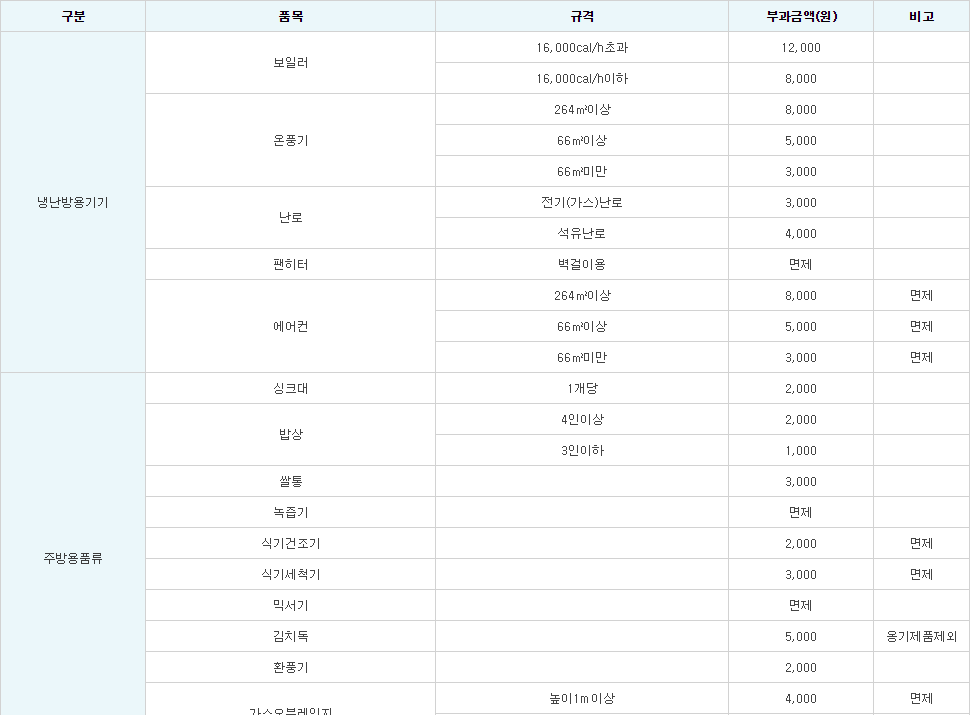 구분 품목 규격 부과금액(원) 비고
냉난방용기기 보일러 16,000cal/h초과 12,000
16,000cal/h이하 8,000
온풍기 264㎡이상 8,000
66㎡이상 5,000
66㎡미만 3,000
난로 전기(가스)난로 3,000
석유난로 4,000
팬히터 벽걸이용 면제
에어컨 264㎡이상 8,000 면제
66㎡이상 5,000 면제
66㎡미만 3,000 면제
주방용품류 싱크대 1개당 2,000
밥상 4인이상 2,000
3인이하 1,000
쌀통 3,000
녹즙기 면제
식기건조기 2,000 면제
식기세척기 3,000 면제
믹서기 면제
김치독 5,000 옹기제품제외
환풍기 2,000
가스오븐레인지 높이1m이상 4,000 면제